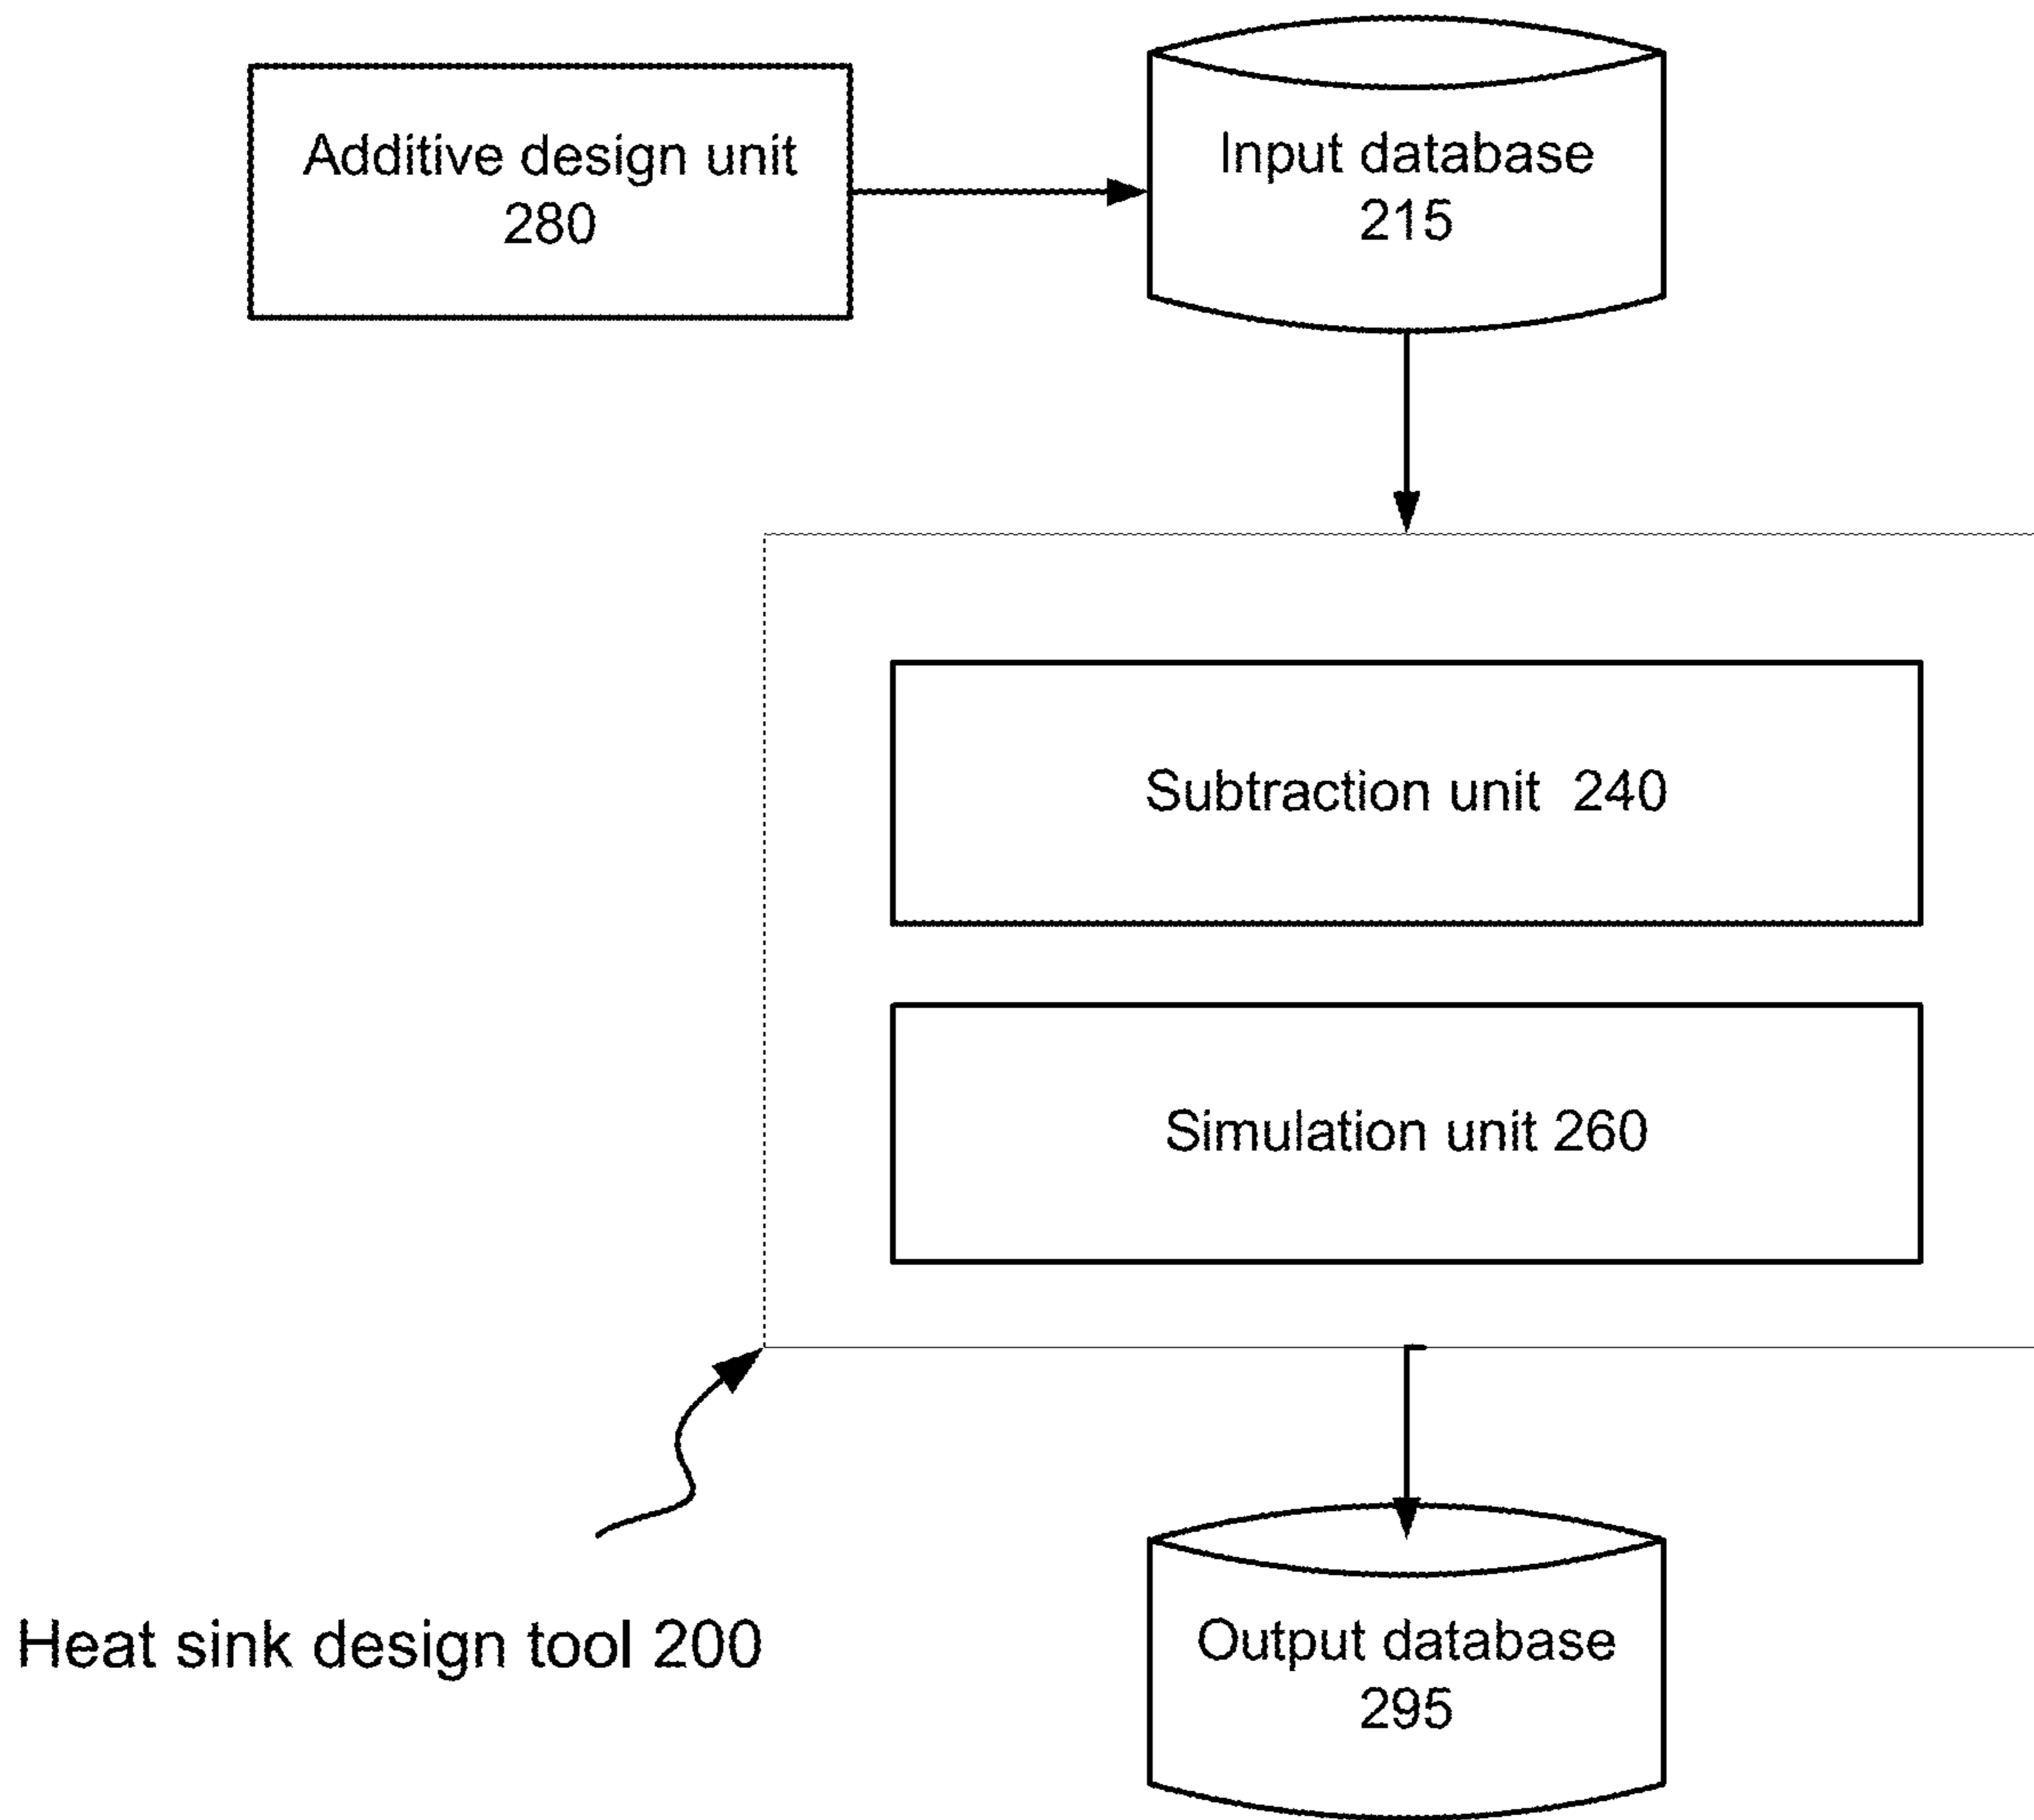 Additive design unit
280
Input database
215
Subtraction unit 240
Simulation unit 260
Heat sink design tool 200
Output database
295